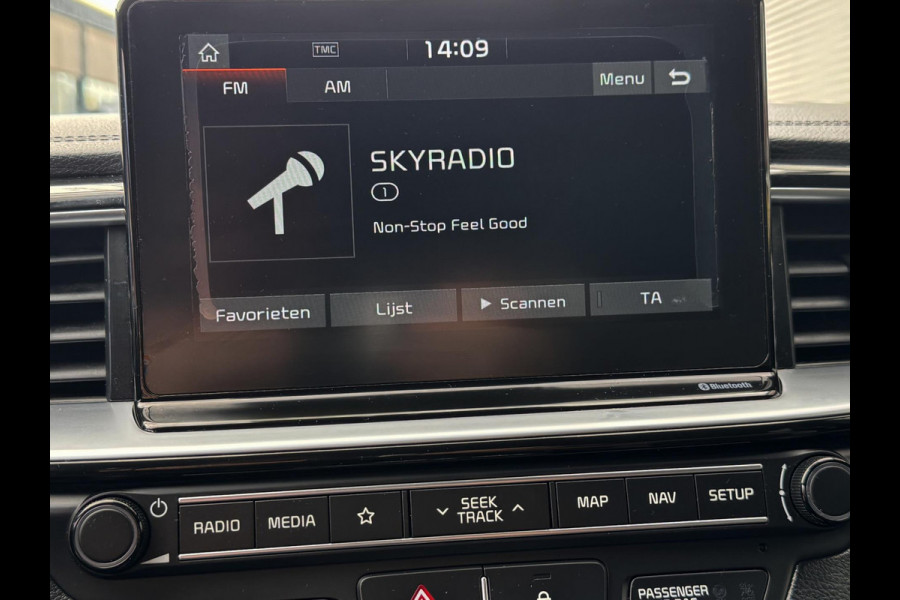 TMC 14:09
FM AM Menu
SKYRADIO
1
Non-Stop Feel Good
Favorieten Lijst Scannen TA
Bluetooth
RADIO MEDIA SEEK TRACK MAP NAV SETUP
PASSENGER